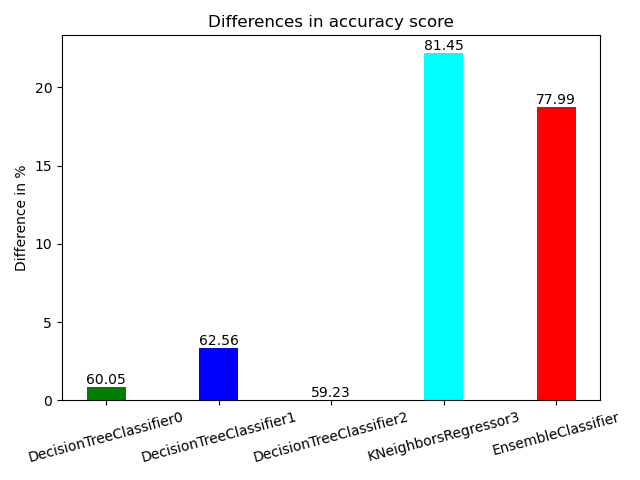 Differences in accuracy score
Difference in %
20
15
10
5
0
60.05
62.56
59.23
81.45
77.99
DecisionTreeClassifier0
DecisionTreeClassifier1
DecisionTreeClassifier2
KNeighborsRegressor3
EnsembleClassifier